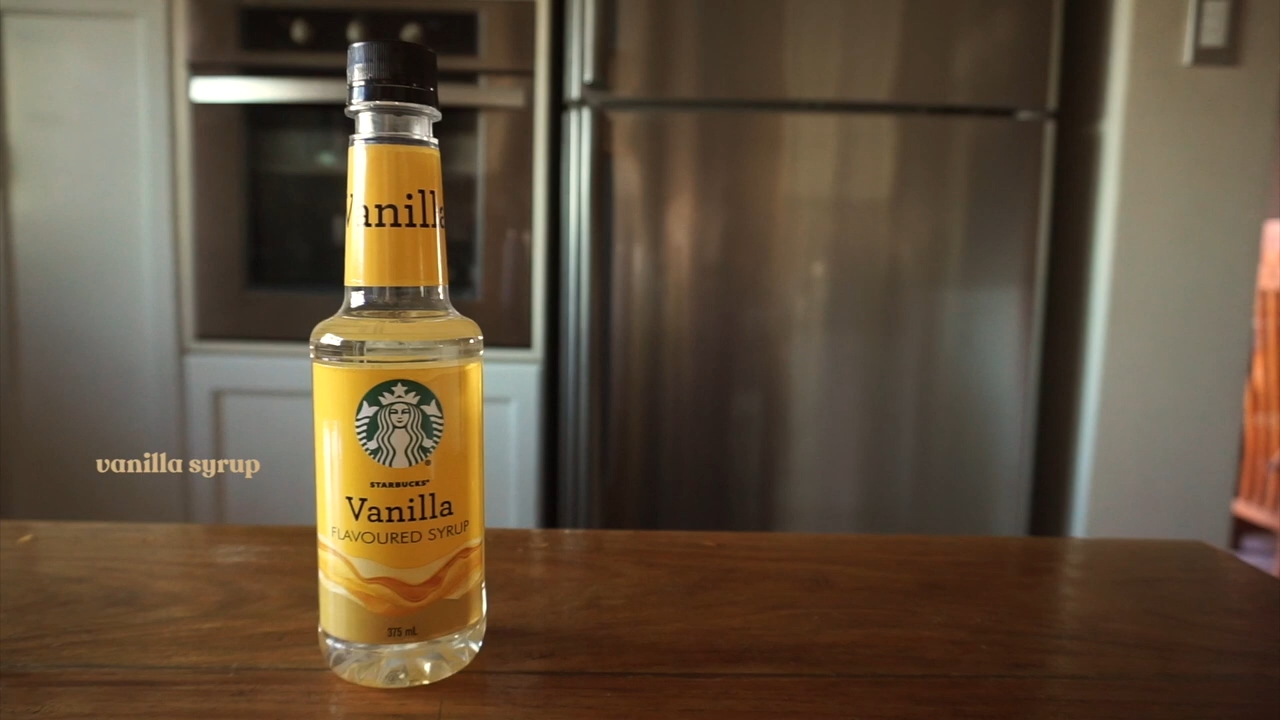 Vanilla
vanilla syrup
STARBUCKS
Vanilla
FLAVOURED SYRUP
375 mL